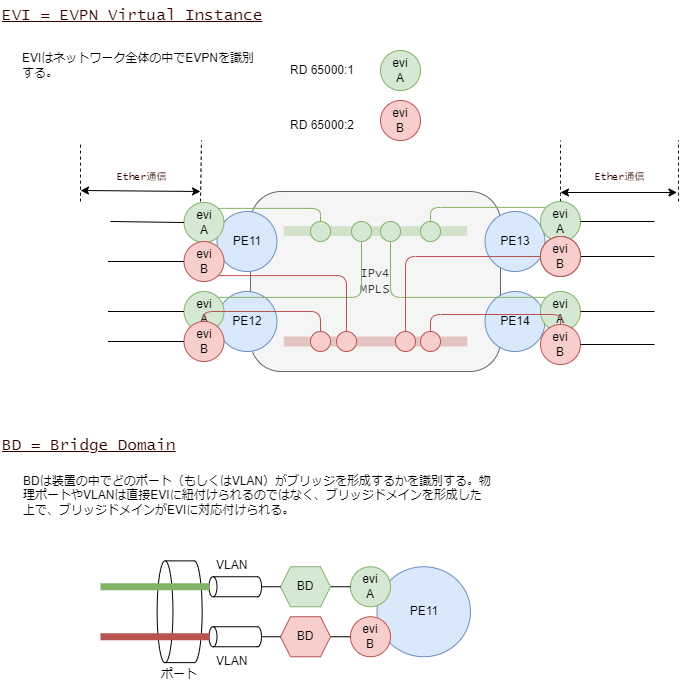 EVI = EVPN Virtual Instance
EVIはネットワーク全体の中でEVPNを識別
する。
RD 65000:1
evi
A
RD 65000:2
evi
B
Ether通信
Ether通信
evi
A
PE11
evi
B
evi
A
PE12
evi
B
IPv4
MPLS
evi
A
PE13
evi
B
evi
A
PE14
evi
B
BD = Bridge Domain
BDは装置の中でどのポート（もしくはVLAN）がブリッジを形成するかを識別する。物
理ポートやVLANは直接EVIに紐付けられるのではなく、ブリッジドメインを形成した
上で、ブリッジドメインがEVIに対応付けられる。
VLAN
BD
evi
A
PE11
BD
evi
B
VLAN
ポート